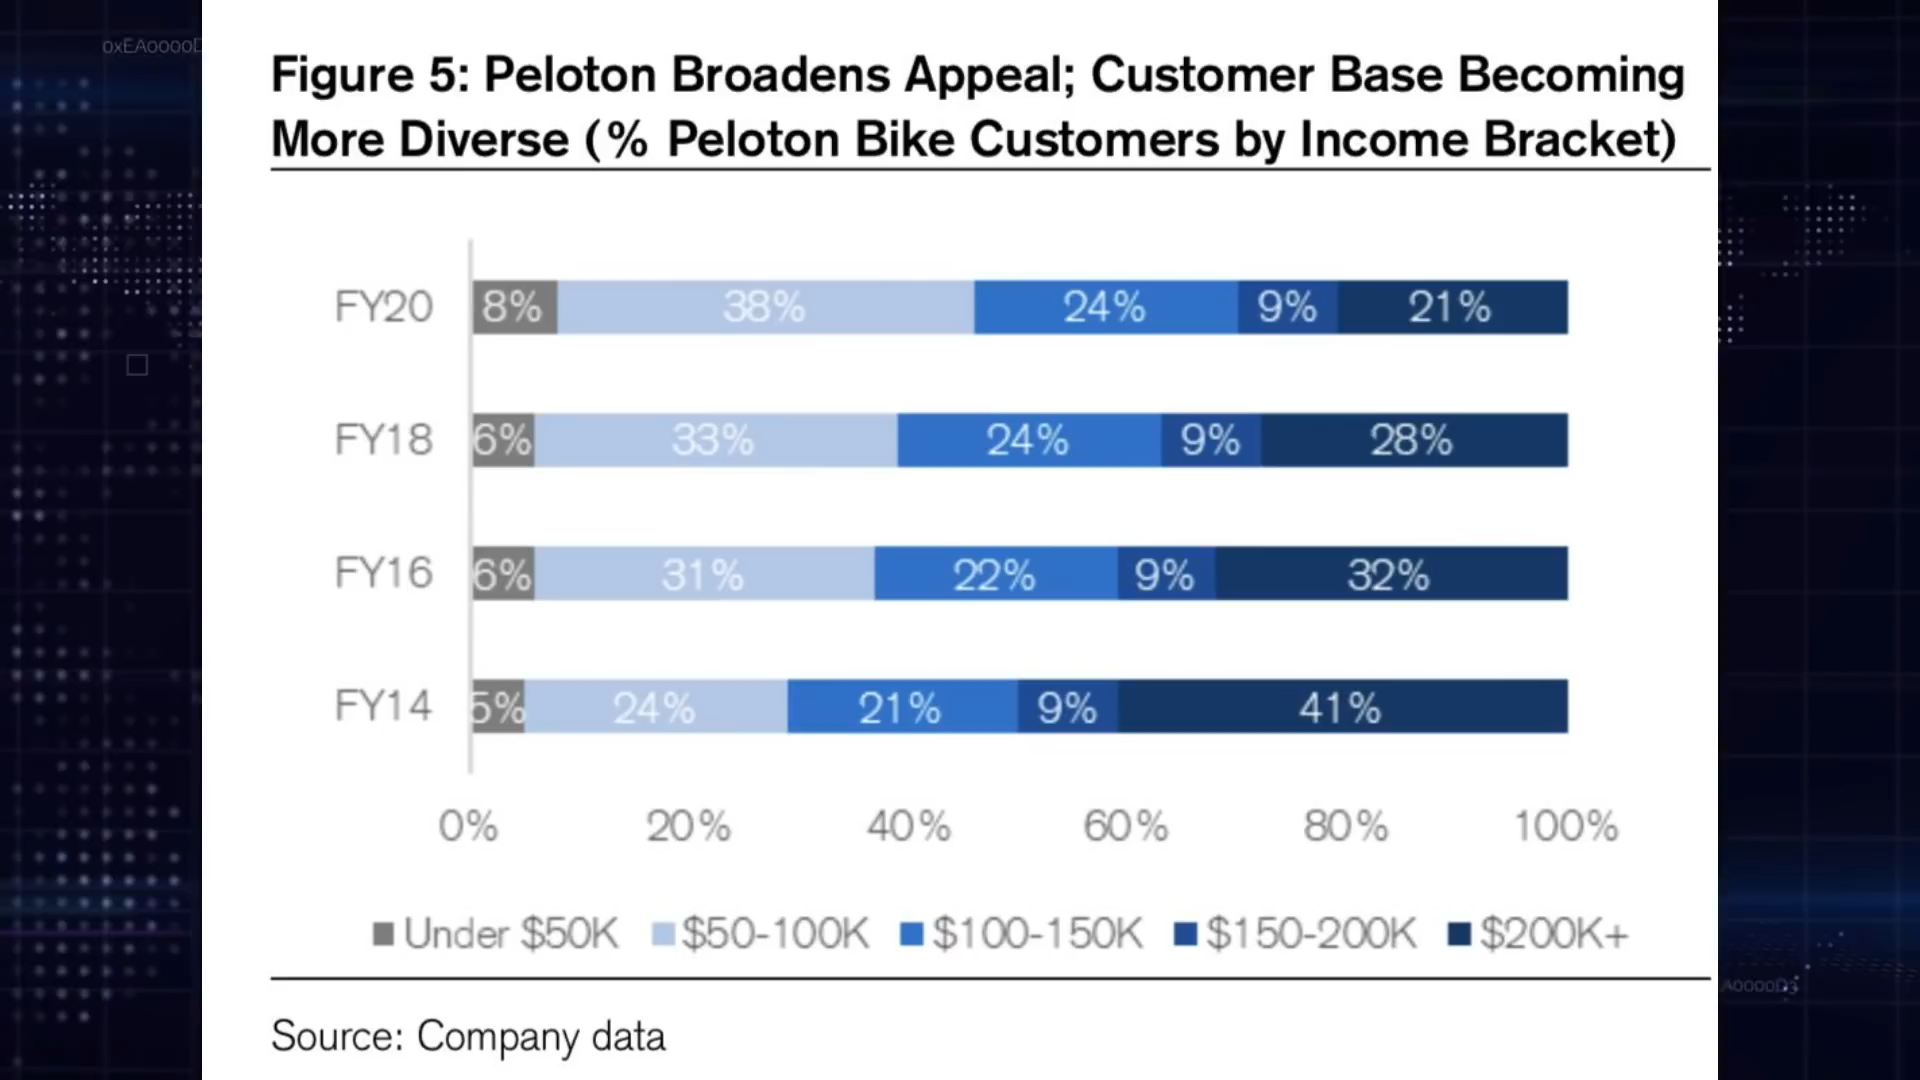 oxEA0000D
Figure 5: Peloton Broadens Appeal; Customer Base Becoming
More Diverse (% Peloton Bike Customers by Income Bracket)
FY20 8% 38% 24% 9% 21%
FY18 6% 33% 24% 9% 28%
FY16 6% 31% 22% 9% 32%
FY14 5% 24% 21% 9% 41%
0% 20% 40% 60% 80% 100%
Under $50K $50-100K $100-150K $150-200K $200K+
Source: Company data